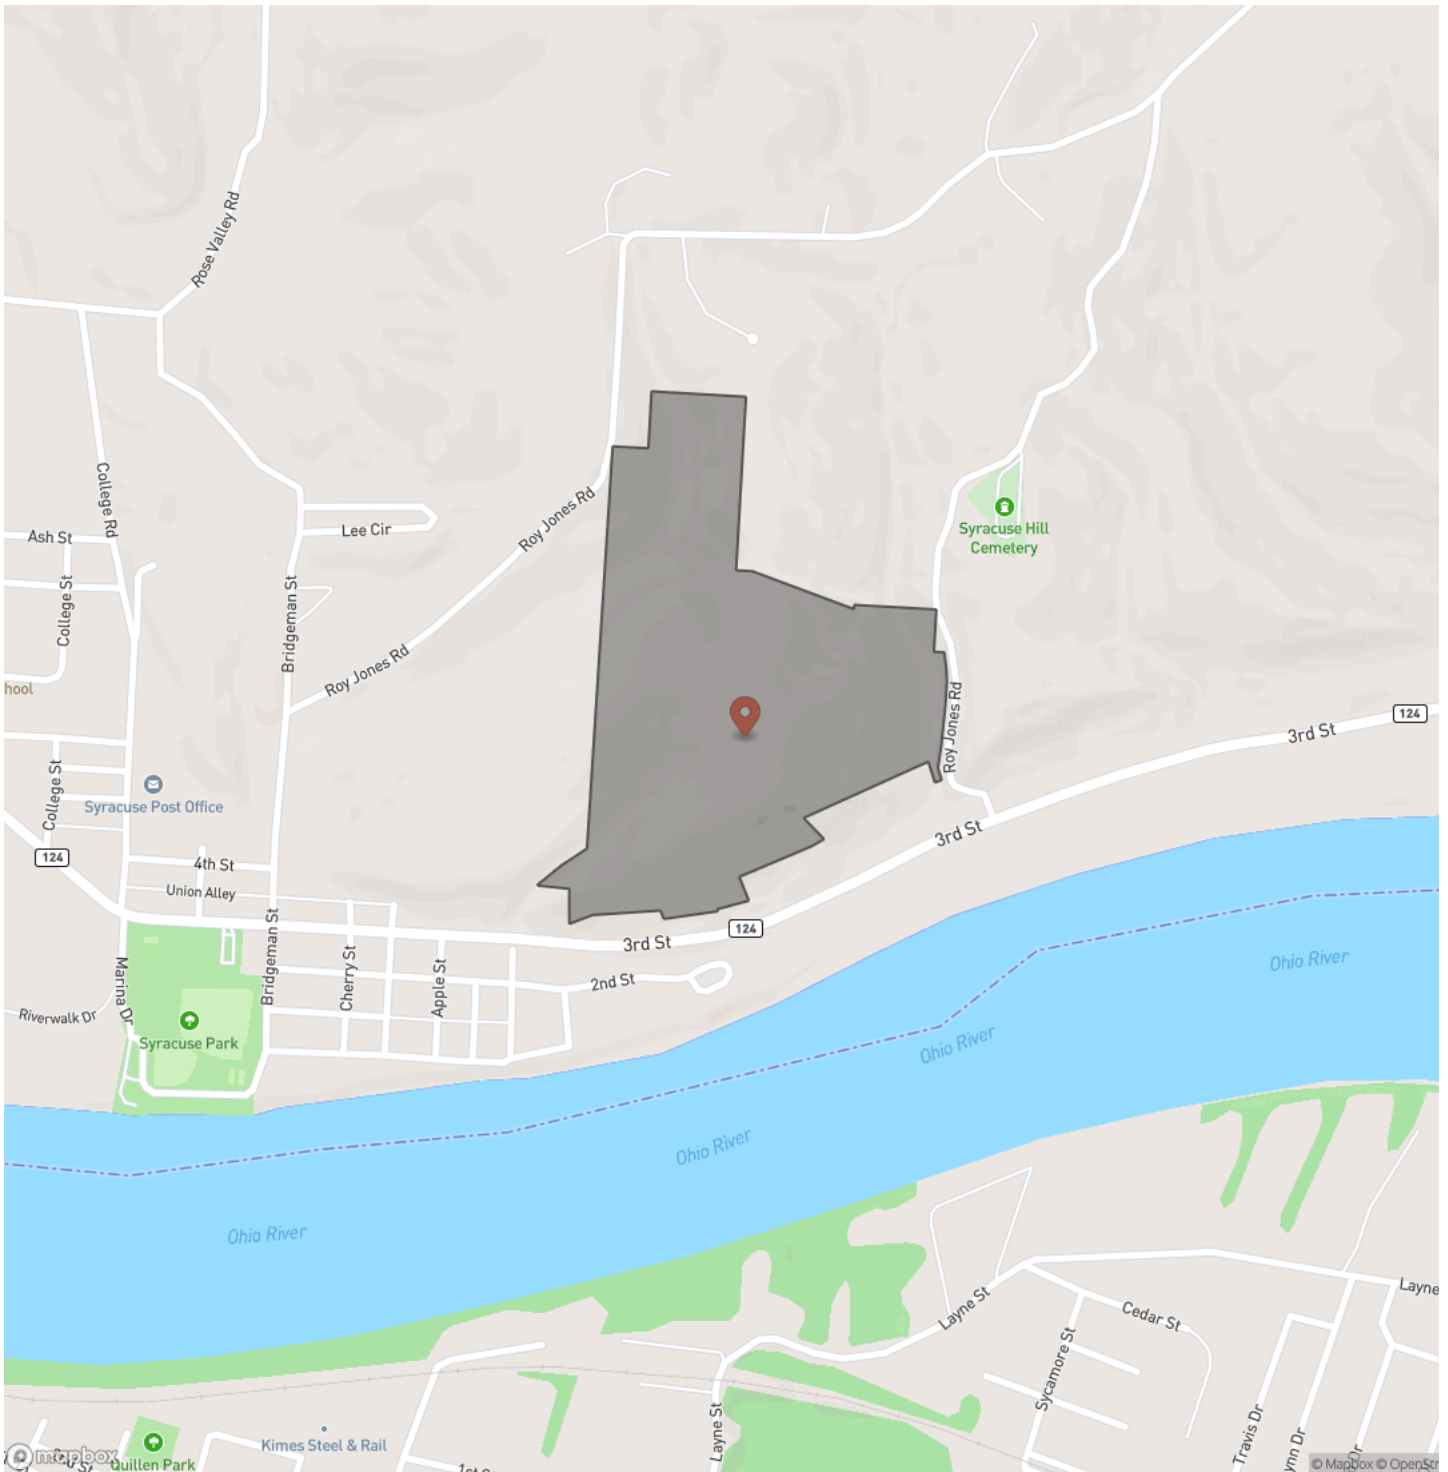 Rose Valley Rd
College Rd
Lee Cir
Roy Jones Rd
Ash St
Syracuse Hill
Cemetery
College St
Bridgeman St
Roy Jones Rd
hool
Roy Jones Rd
124
3rd St
College St
Syracuse Post Office
3rd St
124
4th St
Union Alley
124
3rd St
Bridgeman St
Marina Dr
Cherry St
Apple St
2nd St
Ohio River
Riverwalk Dr
Syracuse Park
Ohio River
Ohio River
Ohio River
Layne St
Layne
Cedar St
Sycamore St
Layne St
Travis Dr
ynn Dr
Dr
Kimes Steel & Rail
mapbox
Quillen Park
© Mapbox © OpenStr